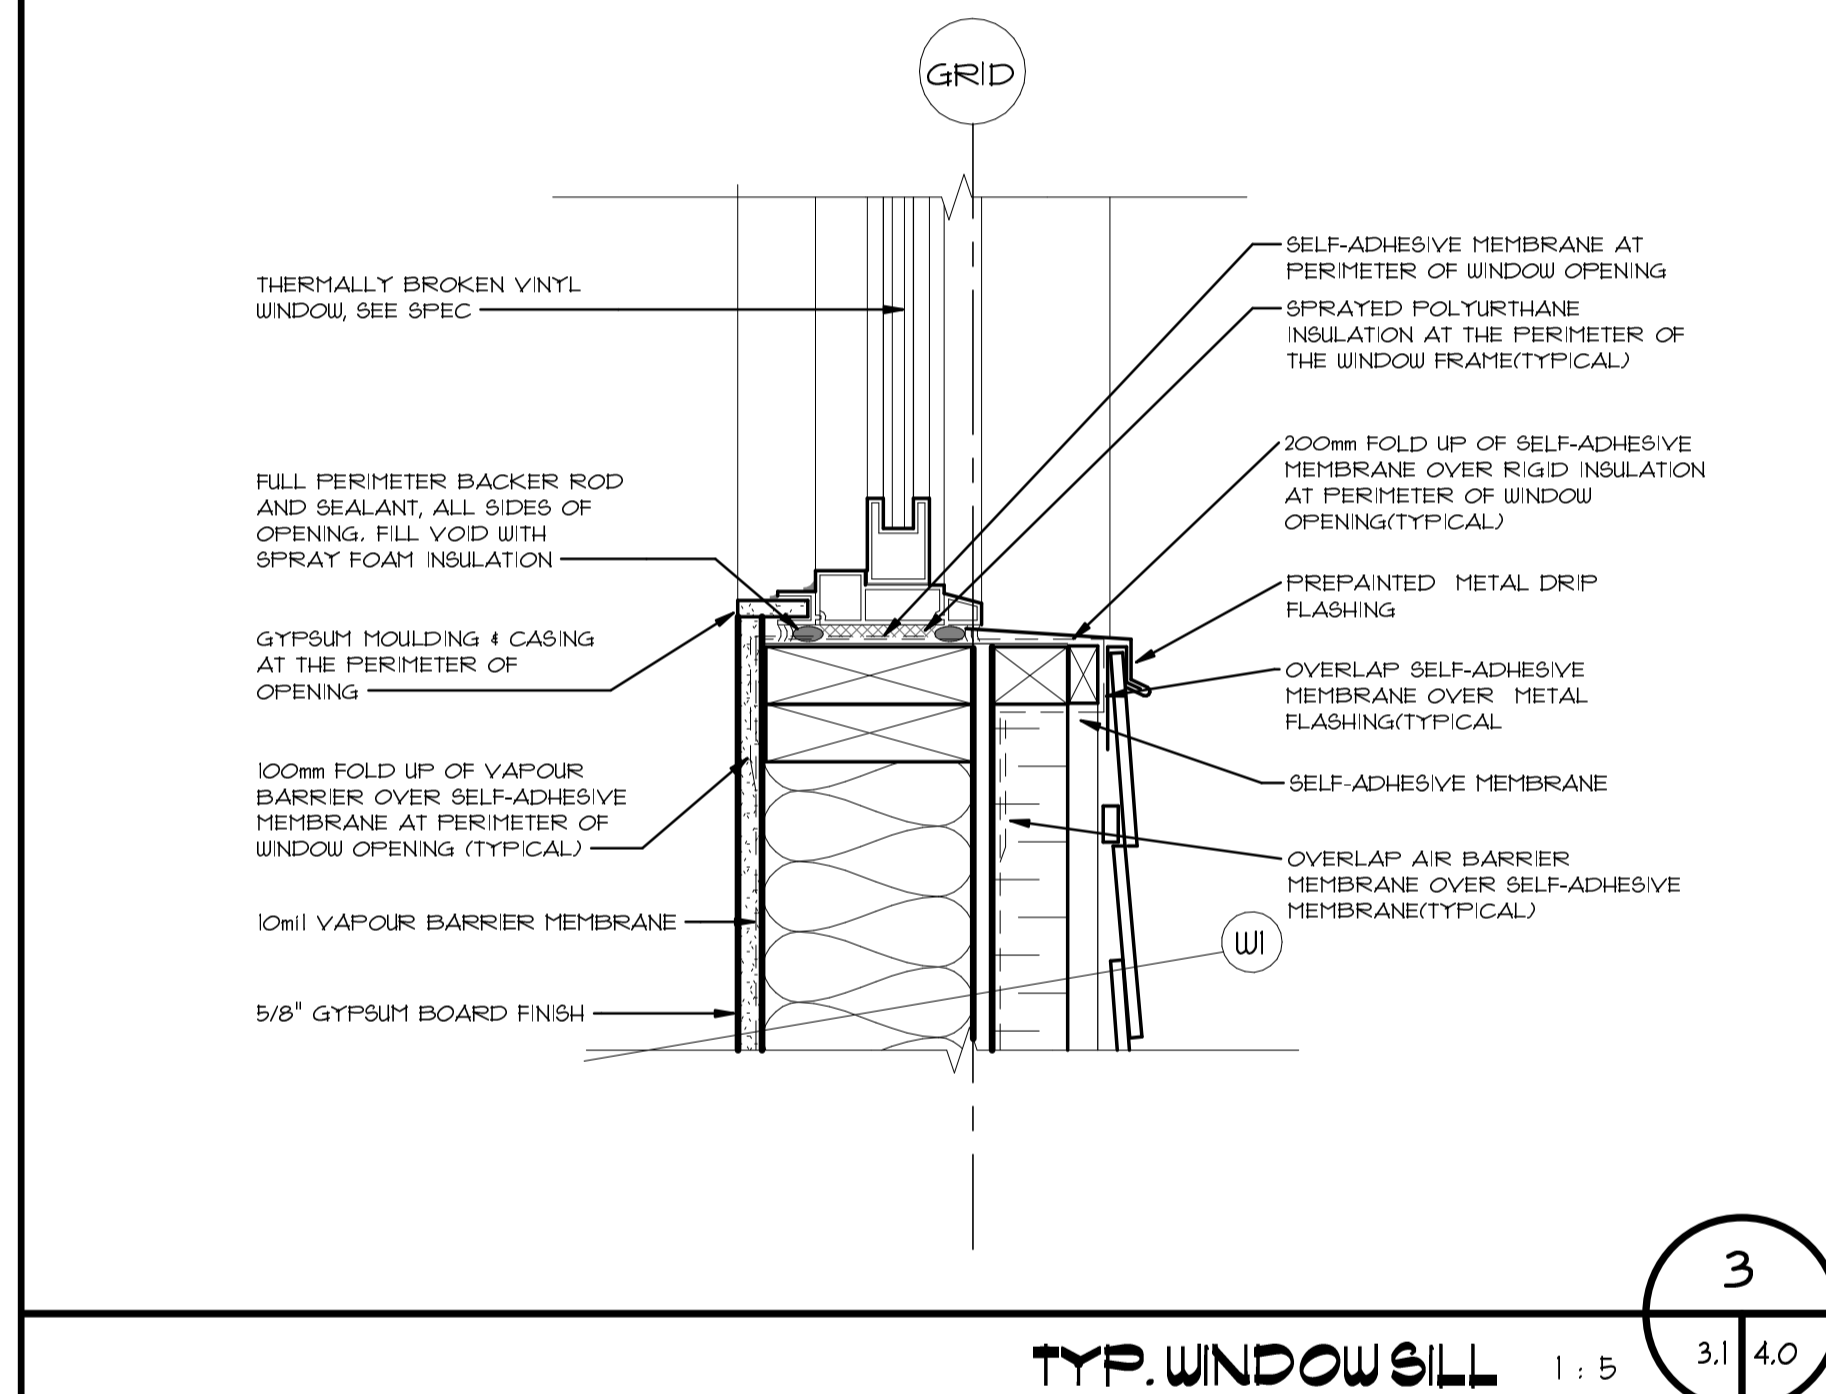 GRID
THERMALLY BROKEN VINYL
WINDOW, SEE SPEC
FULL PERIMETER BACKER ROD
AND SEALANT, ALL SIDES OF
OPENING. FILL VOID WITH
SPRAY FOAM INSULATION
GYPSUM MOULDING & CASING
AT THE PERIMETER OF
OPENING
100mm FOLD UP OF VAPOUR
BARRIER OVER SELF-ADHESIVE
MEMBRANE AT PERIMETER OF
WINDOW OPENING (TYPICAL)
10mil VAPOUR BARRIER MEMBRANE
5/8" GYPSUM BOARD FINISH
SELF-ADHESIVE MEMBRANE AT
PERIMETER OF WINDOW OPENING
SPRAYED POLYURTHANE
INSULATION AT THE PERIMETER OF
THE WINDOW FRAME(TYPICAL)
200mm FOLD UP OF SELF-ADHESIVE
MEMBRANE OVER RIGID INSULATION
AT PERIMETER OF WINDOW
OPENING(TYPICAL)
PREPAINTED METAL DRIP
FLASHING
OVERLAP SELF-ADHESIVE
MEMBRANE OVER METAL
FLASHING(TYPICAL
SELF-ADHESIVE MEMBRANE
OVERLAP AIR BARRIER
MEMBRANE OVER SELF-ADHESIVE
MEMBRANE(TYPICAL)
W1
3
TYP. WINDOW SILL 1 : 5
3.1 4.0